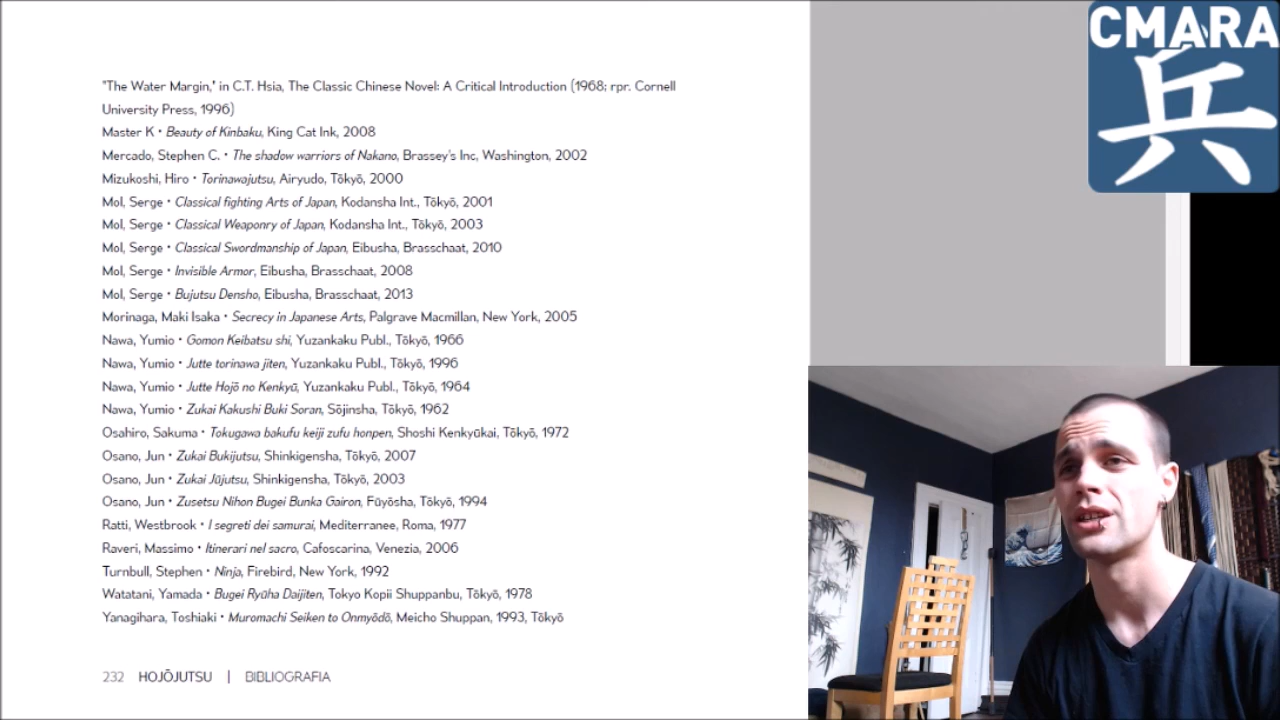 "The Water Margin," in C.T. Hsia, The Classic Chinese Novel: A Critical Introduction (1968; rpr. Cornell
University Press, 1996)
Master K • Beauty of Kinbaku, King Cat Ink, 2008
Mercado, Stephen C. • The shadow warriors of Nakano, Brassey's Inc, Washington, 2002
Mizukoshi, Hiro • Torinawajutsu, Airyudo, Tōkyō, 2000
Mol, Serge • Classical fighting Arts of Japan, Kodansha Int., Tōkyō, 2001
Mol, Serge • Classical Weaponry of Japan, Kodansha Int., Tōkyō, 2003
Mol, Serge • Classical Swordmanship of Japan, Eibusha, Brasschaat, 2010
Mol, Serge • Invisible Armor, Eibusha, Brasschaat, 2008
Mol, Serge • Bujutsu Densho, Eibusha, Brasschaat, 2013
Morinaga, Maki Isaka • Secrecy in Japanese Arts, Palgrave Macmillan, New York, 2005
Nawa, Yumio • Gomon Keibatsu shi, Yuzankaku Publ., Tōkyō, 1966
Nawa, Yumio • Jutte torinawa jiten, Yuzankaku Publ., Tōkyō, 1996
Nawa, Yumio • Jutte Hojō no Kenkyū, Yuzankaku Publ., Tōkyō, 1964
Nawa, Yumio • Zukai Kakushi Buki Soran, Sōjinsha, Tōkyō, 1962
Osahiro, Sakuma • Tokugawa bakufu keiji zufu honpen, Shoshi Kenkyūkai, Tōkyō, 1972
Osano, Jun • Zukai Bukijutsu, Shinkigensha, Tōkyō, 2007
Osano, Jun • Zukai Jūjutsu, Shinkigensha, Tōkyō, 2003
Osano, Jun • Zusetsu Nihon Bugei Bunka Gairon, Fūyōsha, Tōkyō, 1994
Ratti, Westbrook • I segreti dei samurai, Mediterranee, Roma, 1977
Raveri, Massimo • Itinerari nel sacro, Cafoscarina, Venezia, 2006
Turnbull, Stephen • Ninja, Firebird, New York, 1992
Watatani, Yamada • Bugei Ryūha Daijiten, Tokyo Kopii Shuppanbu, Tōkyō, 1978
Yanagihara, Toshiaki • Muromachi Seiken to Onmyōdō, Meicho Shuppan, 1993, Tōkyō
232 HOJŌJUTSU | BIBLIOGRAFIA
CMARA
兵